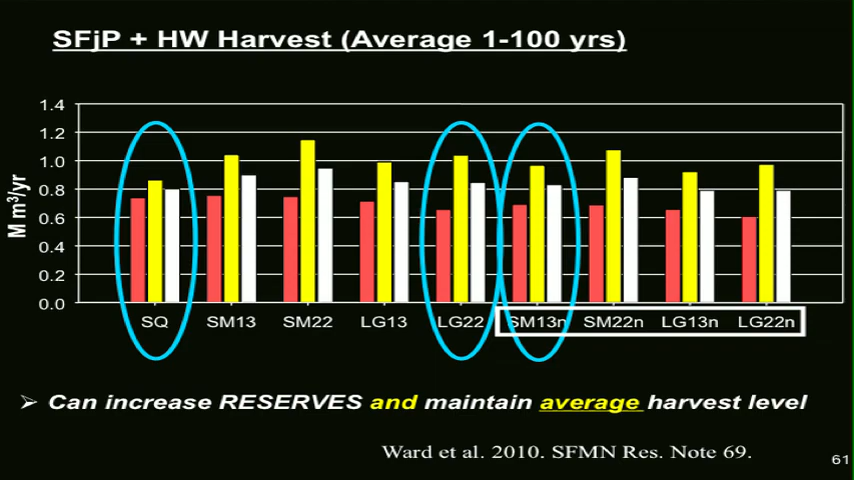 SFjP + HW Harvest (Average 1-100 yrs)
M m³/yr
1.4
1.2
1.0
0.8
0.6
0.4
0.2
0.0
SQ SM13 SM22 LG13 LG22 SM13n SM22n LG13n LG22n
➢ Can increase RESERVES and maintain average harvest level
Ward et al. 2010. SFMN Res. Note 69.
61